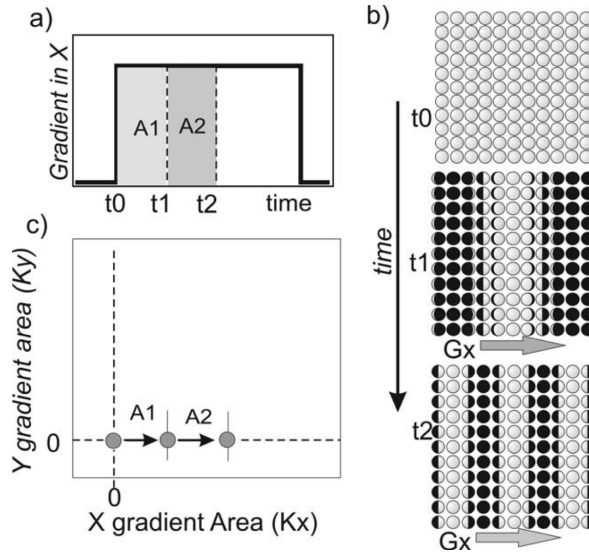 a)
Gradient in X
A1 A2
t0 t1 t2 time
b)
t0
time
t1
Gx
t2
Gx
c)
Y gradient area (Ky)
A1 A2
0
0
X gradient Area (Kx)